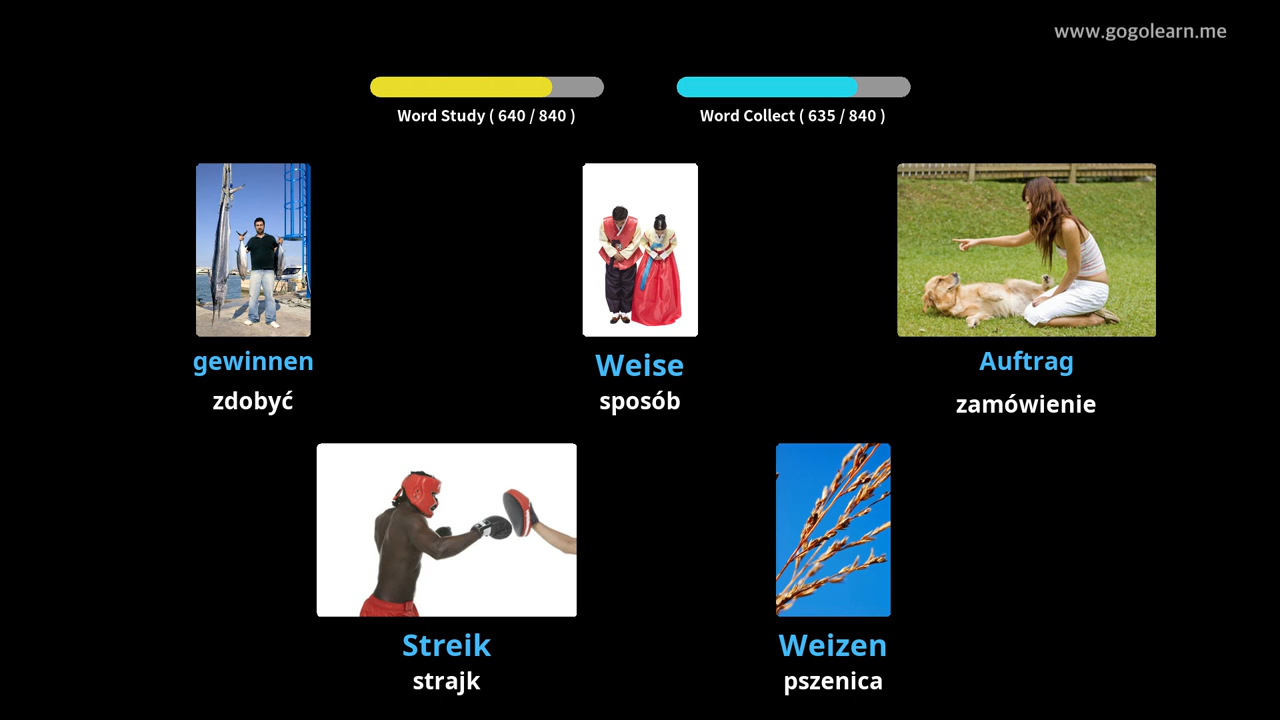 www.gogolearn.me
Word Study ( 640 / 840 )
Word Collect ( 635 / 840 )
gewinnen
zdobyć
Weise
sposób
Auftrag
zamówienie
Streik
strajk
Weizen
pszenica